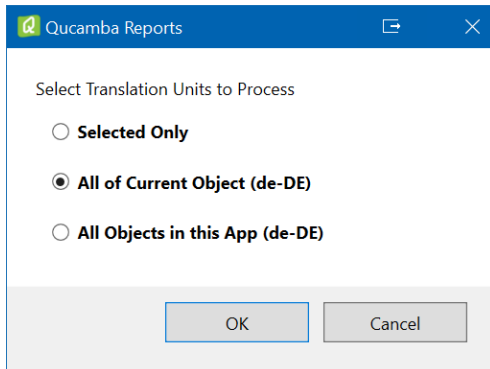 Qucamba Reports
Select Translation Units to Process
Selected Only
All of Current Object (de-DE)
All Objects in this App (de-DE)
OK
Cancel